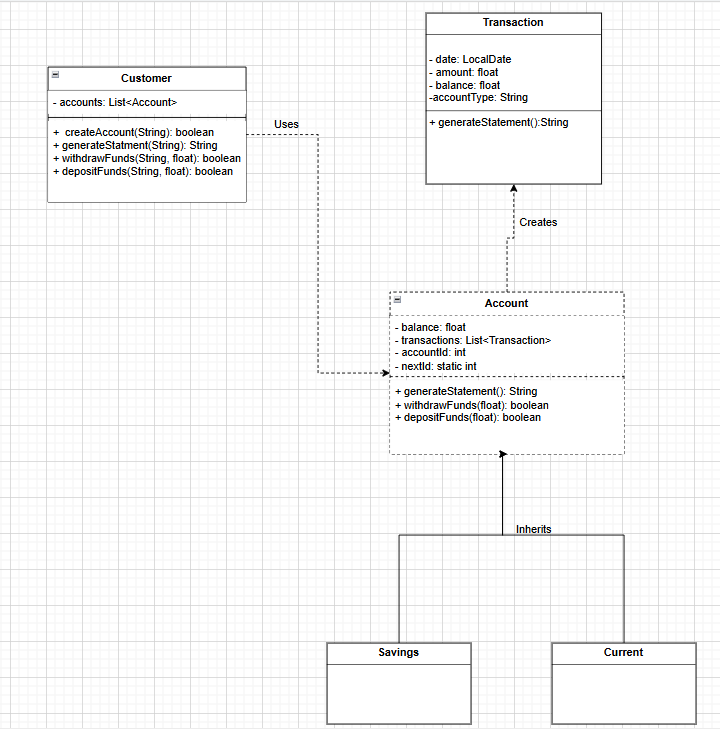 Transaction
- date: LocalDate
- amount: float
- balance: float
-accountType: String
+ generateStatement():String
Customer
- accounts: List<Account>
+ createAccount(String): boolean
+ generateStatment(String): String
+ withdrawFunds(String, float): boolean
+ depositFunds(String, float): boolean
Uses
Creates
Account
- balance: float
- transactions: List<Transaction>
- accountId: int
- nextId: static int
+ generateStatement(): String
+ withdrawFunds(float): boolean
+ depositFunds(float): boolean
Inherits
Savings
Current